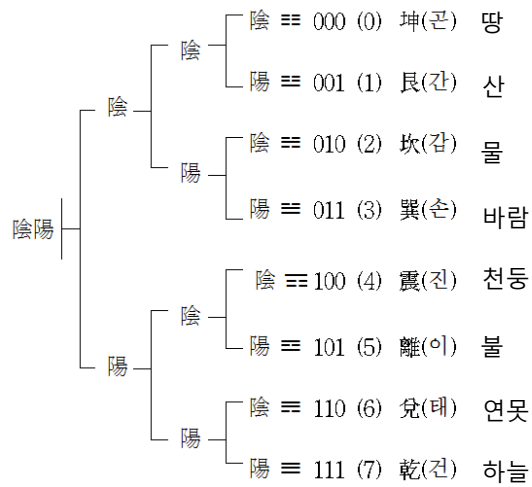 陰 ☷ 000 (0) 坤(곤) 땅
陰
陽 ☶ 001 (1) 艮(간) 산
陰
陰 ☵ 010 (2) 坎(감) 물
陽
陽 ☴ 011 (3) 巽(손) 바람
陰陽
陰 ☳ 100 (4) 震(진) 천둥
陰
陽 ☲ 101 (5) 離(이) 불
陽
陰 ☱ 110 (6) 兌(태) 연못
陽
陽 ☰ 111 (7) 乾(건) 하늘